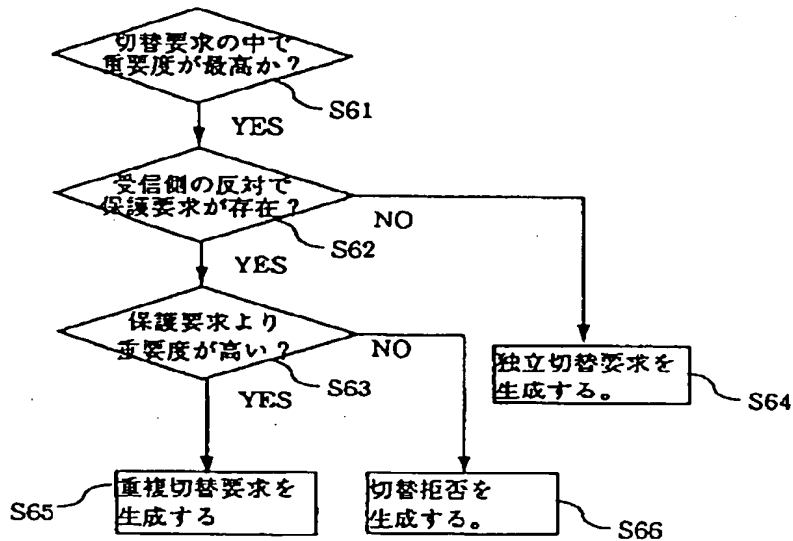 切替要求の中で
重要度が最高か？
S61
YES
受信側の反対で
保護要求が存在？
NO
S62
YES
保護要求より
重要度が高い？
NO
S63
YES
独立切替要求を
生成する。
S64
重複切替要求を
生成する
S65
切替拒否を
生成する。
S66